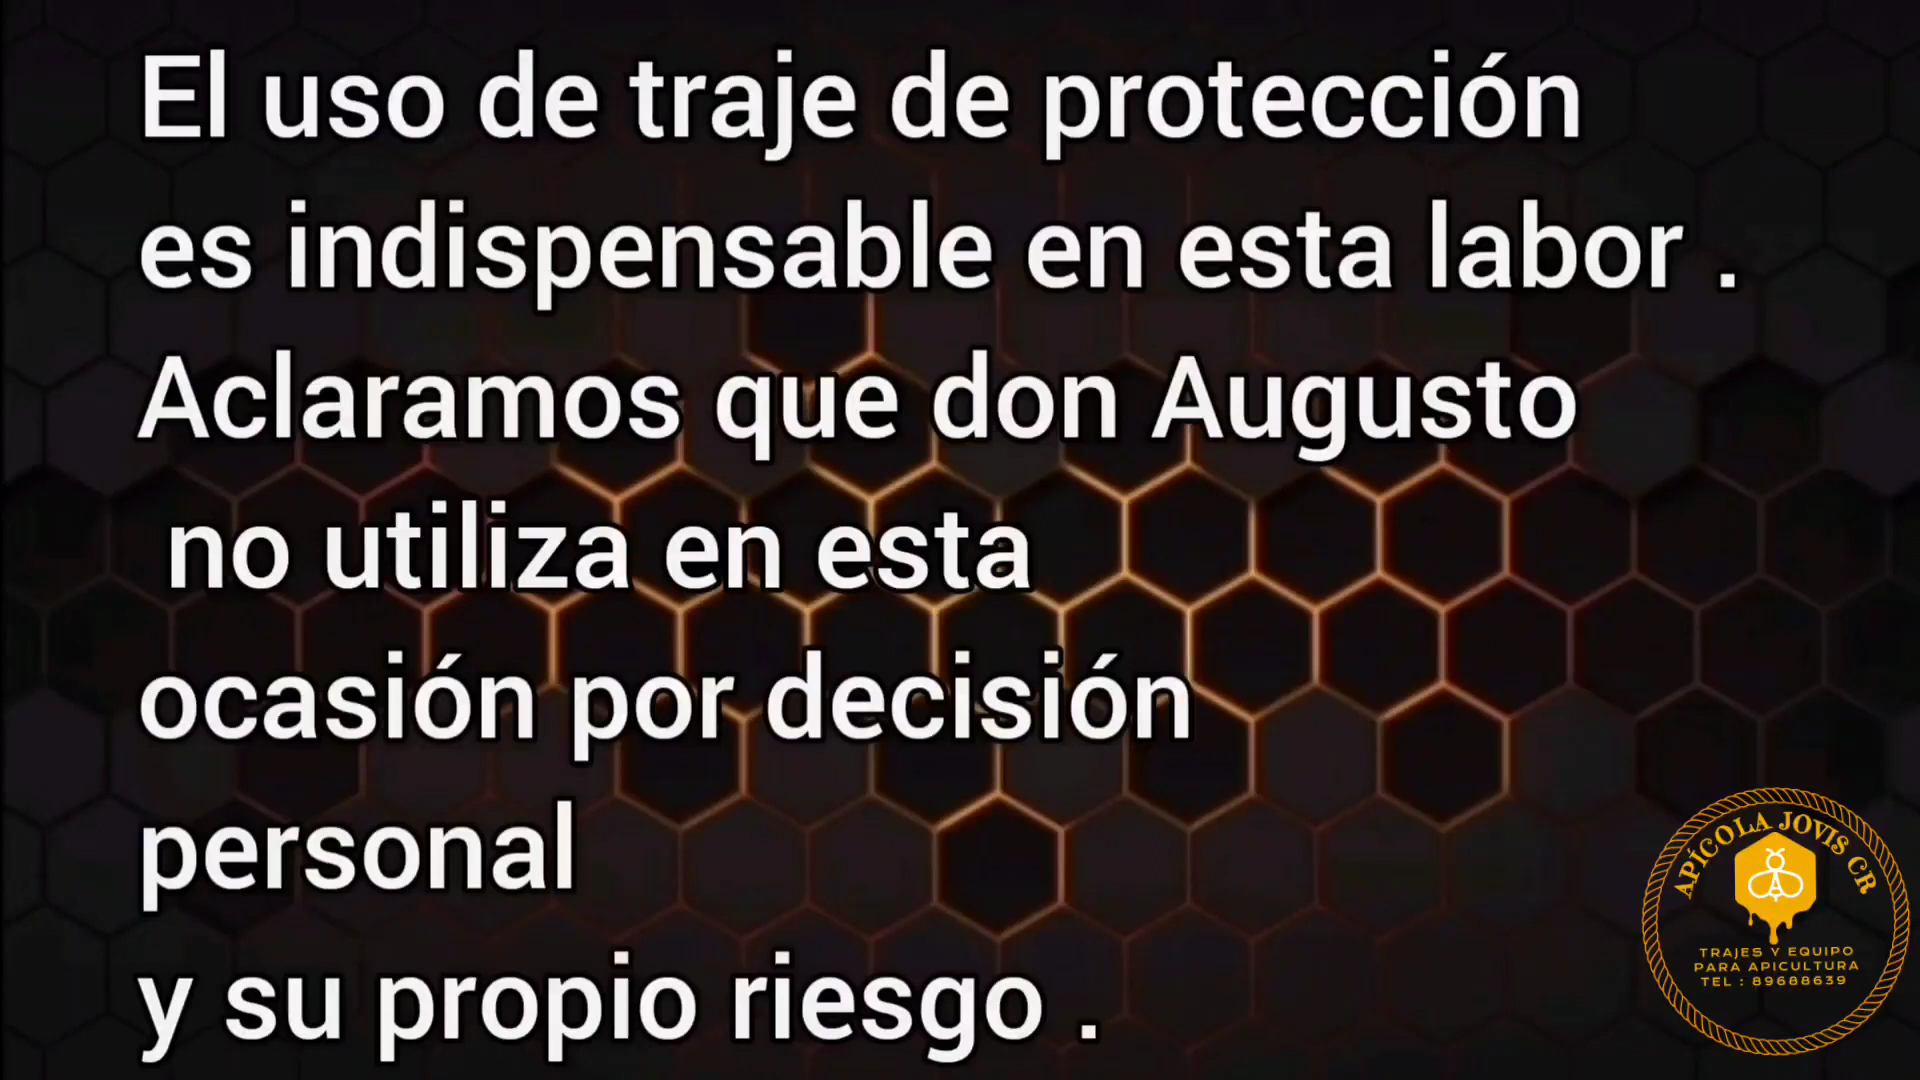 El uso de traje de protección
es indispensable en esta labor .
Aclaramos que don Augusto
no utiliza en esta
ocasión por decisión
personal
y su propio riesgo .
APÍCOLA JOVIS CR
TRAJES Y EQUIPO
PARA APICULTURA
TEL : 89688639